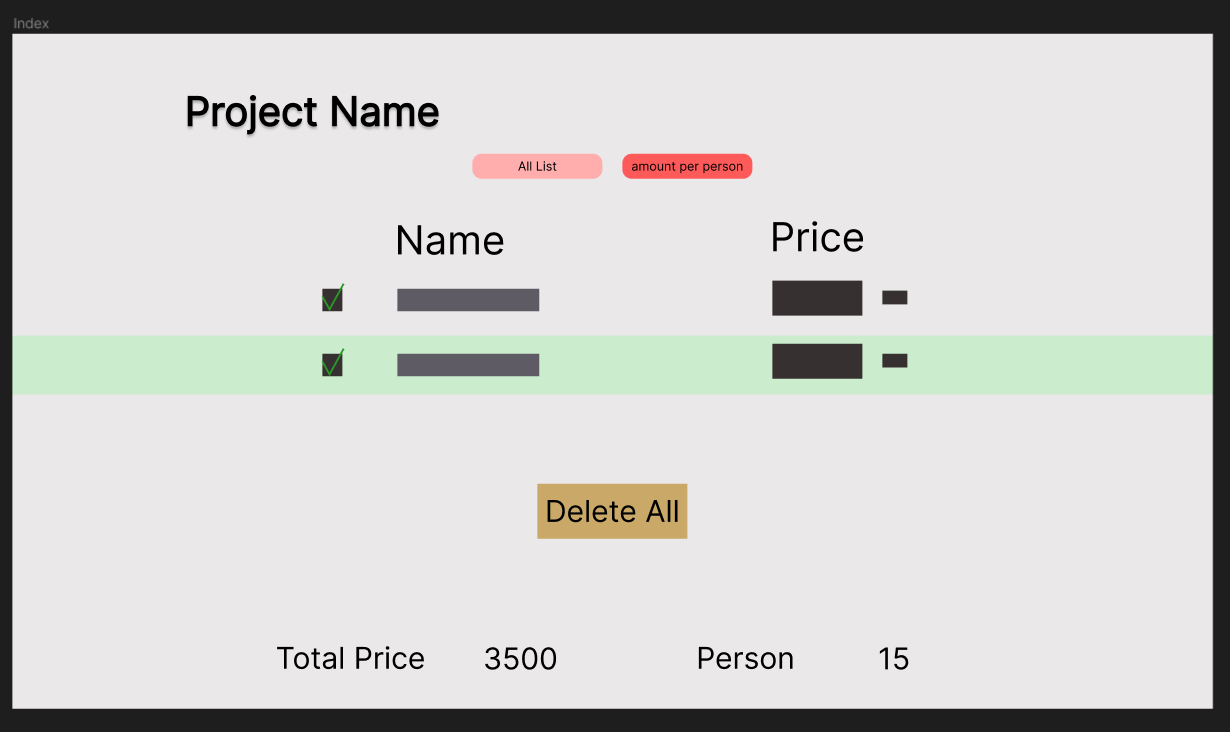 Index
Project Name
All List
amount per person
Name
Price
Delete All
Total Price 3500 Person 15